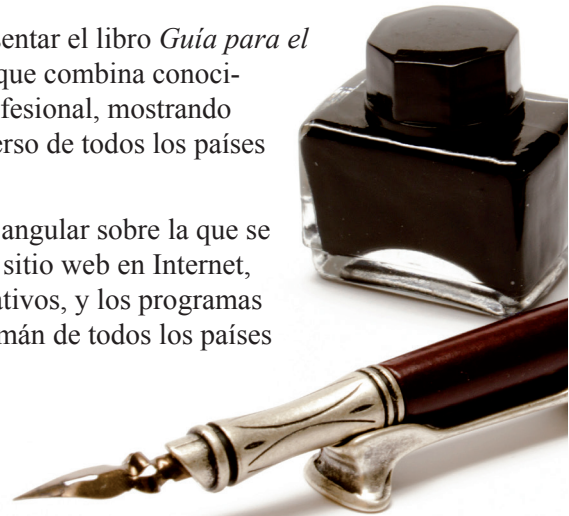 sentar el libro Guía para el
que combina conoci-
fesional, mostrando
erso de todos los países
angular sobre la que se
sitio web en Internet,
ativos, y los programas
mán de todos los países